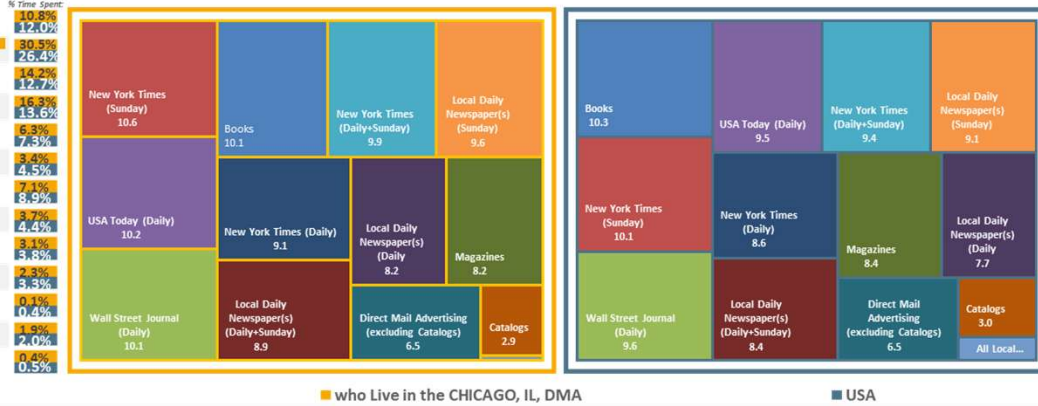 % Time Spent:
10.8%
12.0%
30.5%
26.4%
14.2%
12.7%
16.3%
13.6%
6.3%
7.3%
3.4%
4.5%
7.1%
8.9%
3.7%
4.4%
3.1%
3.8%
2.3%
3.3%
0.1%
0.4%
1.9%
2.0%
0.4%
0.5%
New York Times
(Sunday)
10.6
USA Today (Daily)
10.2
Wall Street Journal
(Daily)
10.1
Books
10.1
New York Times
(Daily+Sunday)
9.9
Local Daily
Newspaper(s)
(Sunday)
9.6
New York Times (Daily)
9.1
Local Daily
Newspaper(s)
(Daily+Sunday)
8.9
Local Daily
Newspaper(s)
(Daily
8.2
Magazines
8.2
Direct Mail Advertising
(excluding Catalogs)
6.5
Catalogs
2.9
Books
10.3
New York Times
(Sunday)
10.1
Wall Street Journal
(Daily)
9.6
USA Today (Daily)
9.5
New York Times
(Daily+Sunday)
9.4
Local Daily
Newspaper(s)
(Sunday)
9.1
New York Times
(Daily)
8.6
Local Daily
Newspaper(s)
(Daily+Sunday)
8.4
Magazines
8.4
Local Daily
Newspaper(s)
(Daily
7.7
Direct Mail
Advertising
(excluding Catalogs)
6.5
Catalogs
3.0
All Local...
who Live in the CHICAGO, IL, DMA
USA